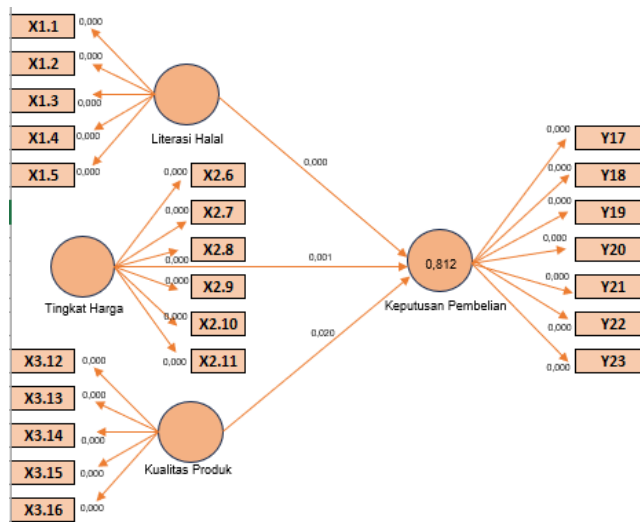 X1.1 0,000
X1.2 0,000
X1.3 0,000
X1.4 0,000
X1.5 0,000
Literasi Halal
0,000
0,000 X2.6
0,000 X2.7
0,000 X2.8
0,000 X2.9
0,000 X2.10
0,000 X2.11
Tingkat Harga
0,001
X3.12 0,000
X3.13 0,000
X3.14 0,000
X3.15 0,000
X3.16 0,000
Kualitas Produk
0,020
0,812
Keputusan Pembelian
0,000 Y17
0,000 Y18
0,000 Y19
0,000 Y20
0,000 Y21
0,000 Y22
0,000 Y23